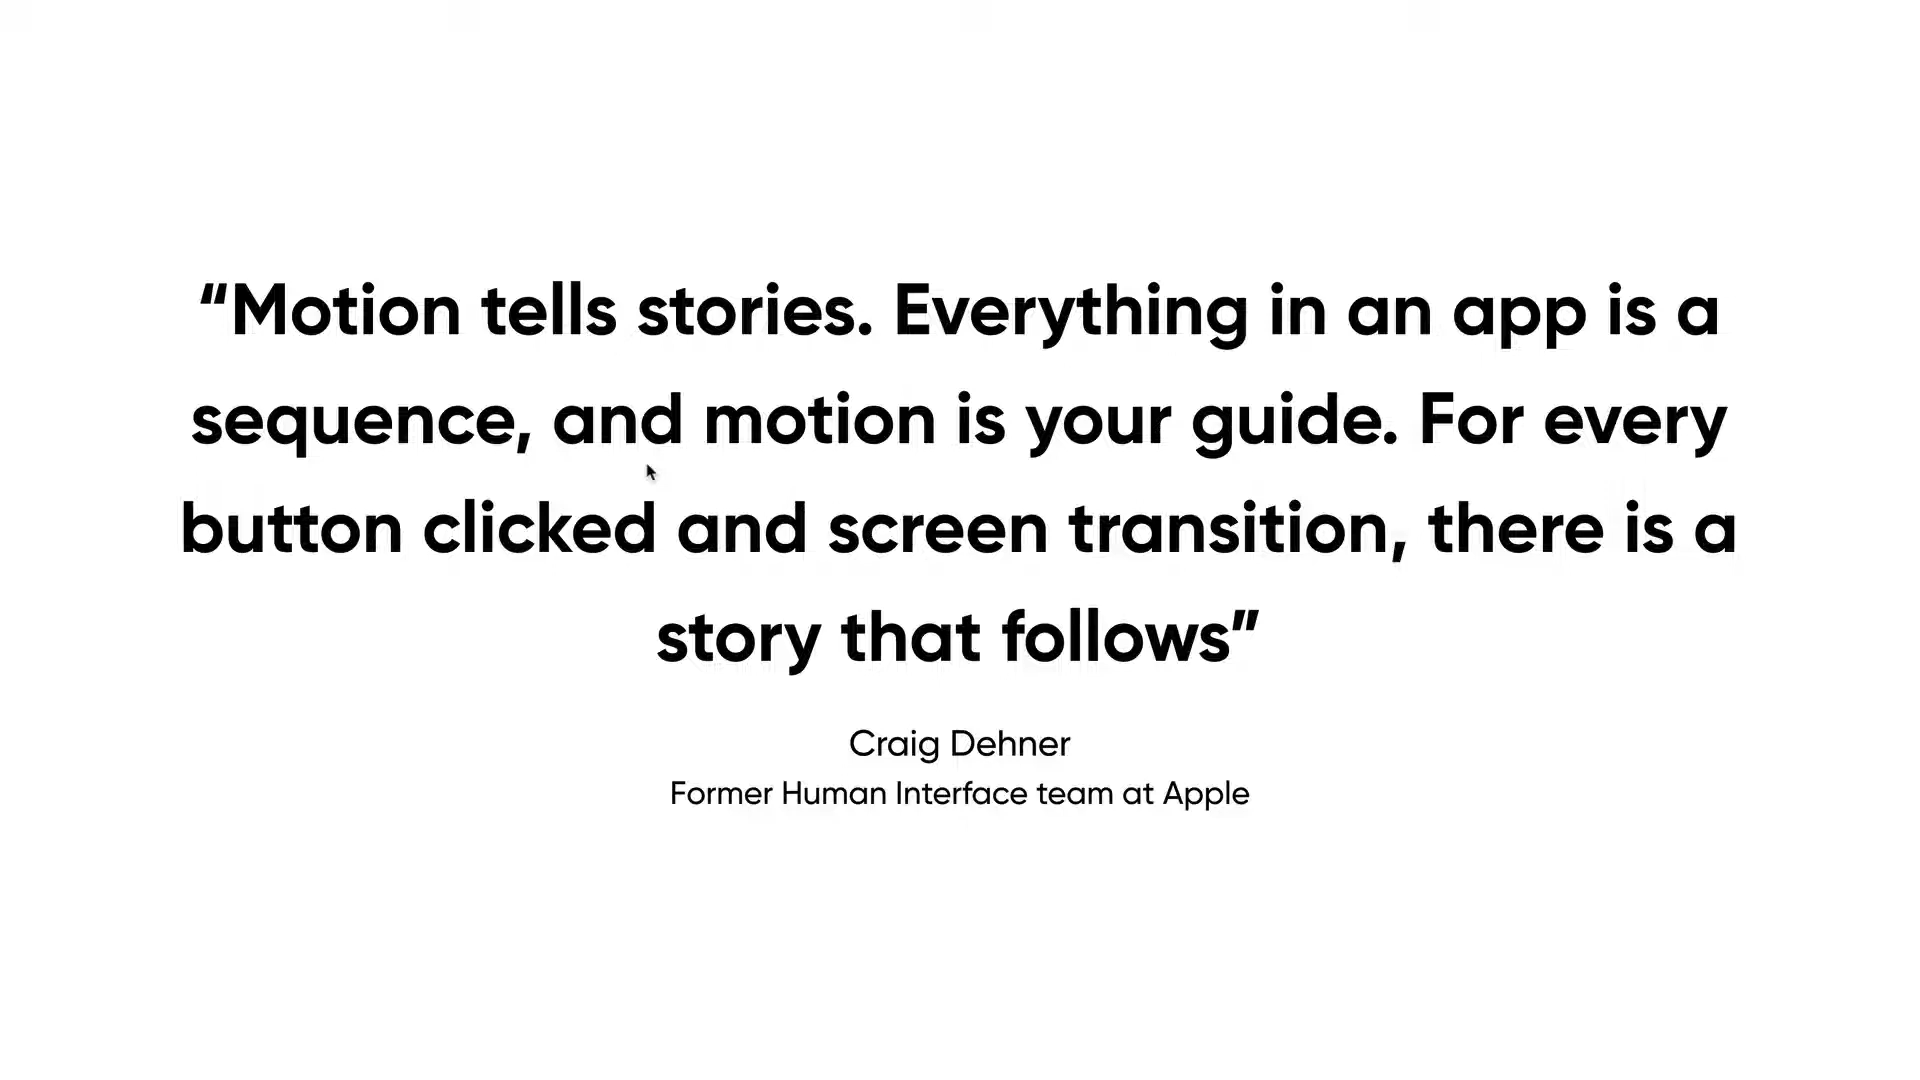 “Motion tells stories. Everything in an app is a
sequence, and motion is your guide. For every
button clicked and screen transition, there is a
story that follows”
Craig Dehner
Former Human Interface team at Apple